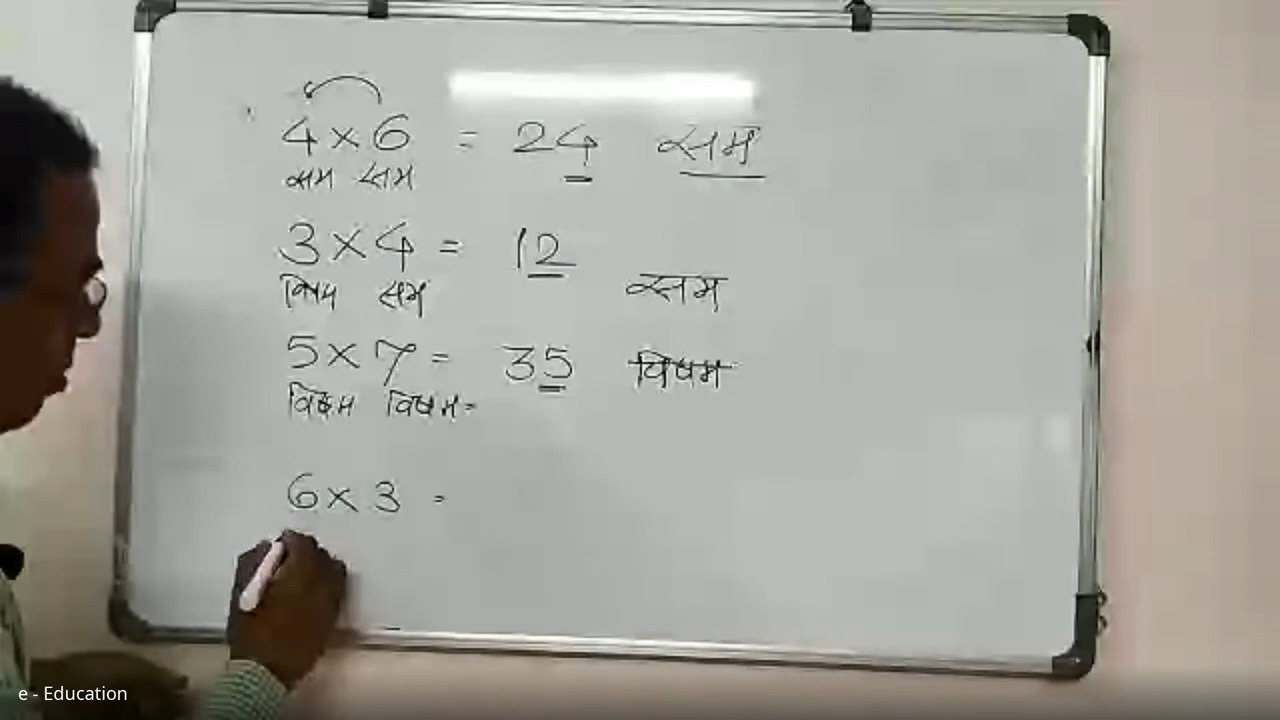 4 x 6 = 24 सम
सम सम
3 x 4 = 12
विषम सम सम
5 x 7 = 35 विषम
विषम विषम =
6 x 3 =
e - Education